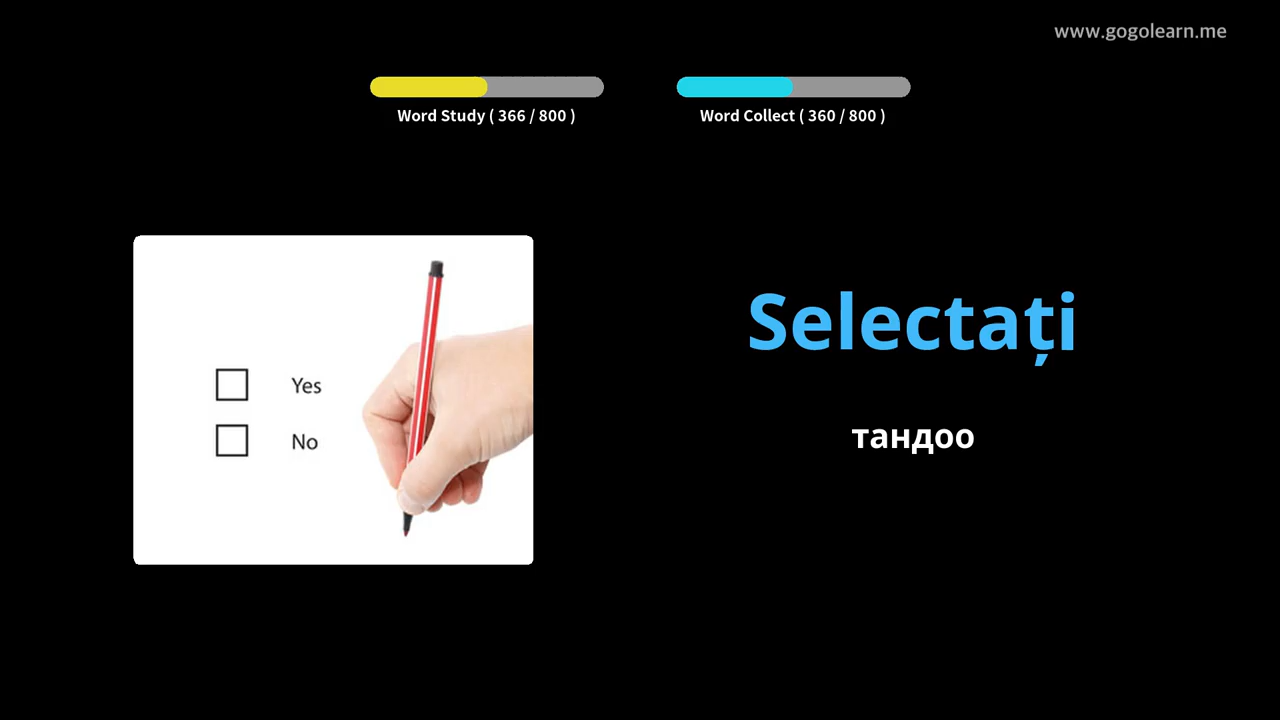 www.gogolearn.me
Word Study ( 366 / 800 )
Word Collect ( 360 / 800 )
Yes
No
Selectați
тандоо